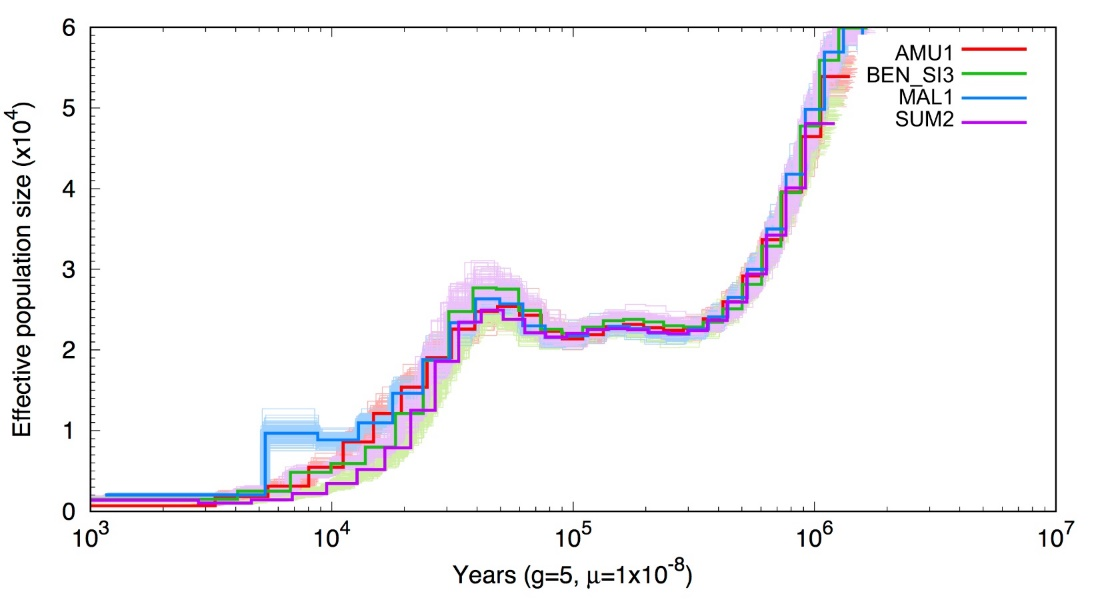 6
5
4
3
2
1
0
Effective population size (x10⁴)
AMU1
BEN_SI3
MAL1
SUM2
10³ 10⁴ 10⁵ 10⁶ 10⁷
Years (g=5, μ=1x10⁻⁸)